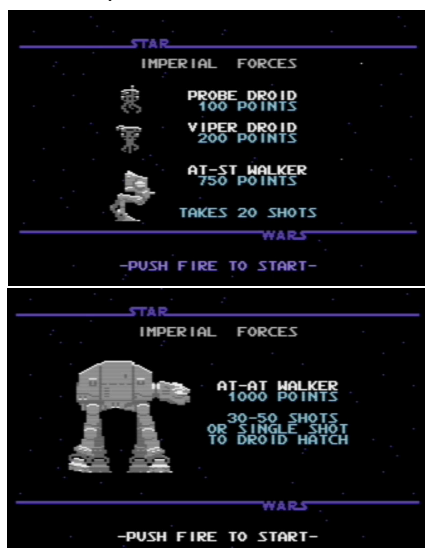 STAR
IMPERIAL FORCES
PROBE DROID
100 POINTS
VIPER DROID
200 POINTS
AT-ST WALKER
750 POINTS
TAKES 20 SHOTS
WARS
-PUSH FIRE TO START-
STAR
IMPERIAL FORCES
AT-AT WALKER
1000 POINTS
30-50 SHOTS
OR SINGLE SHOT
TO DROID HATCH
WARS
-PUSH FIRE TO START-